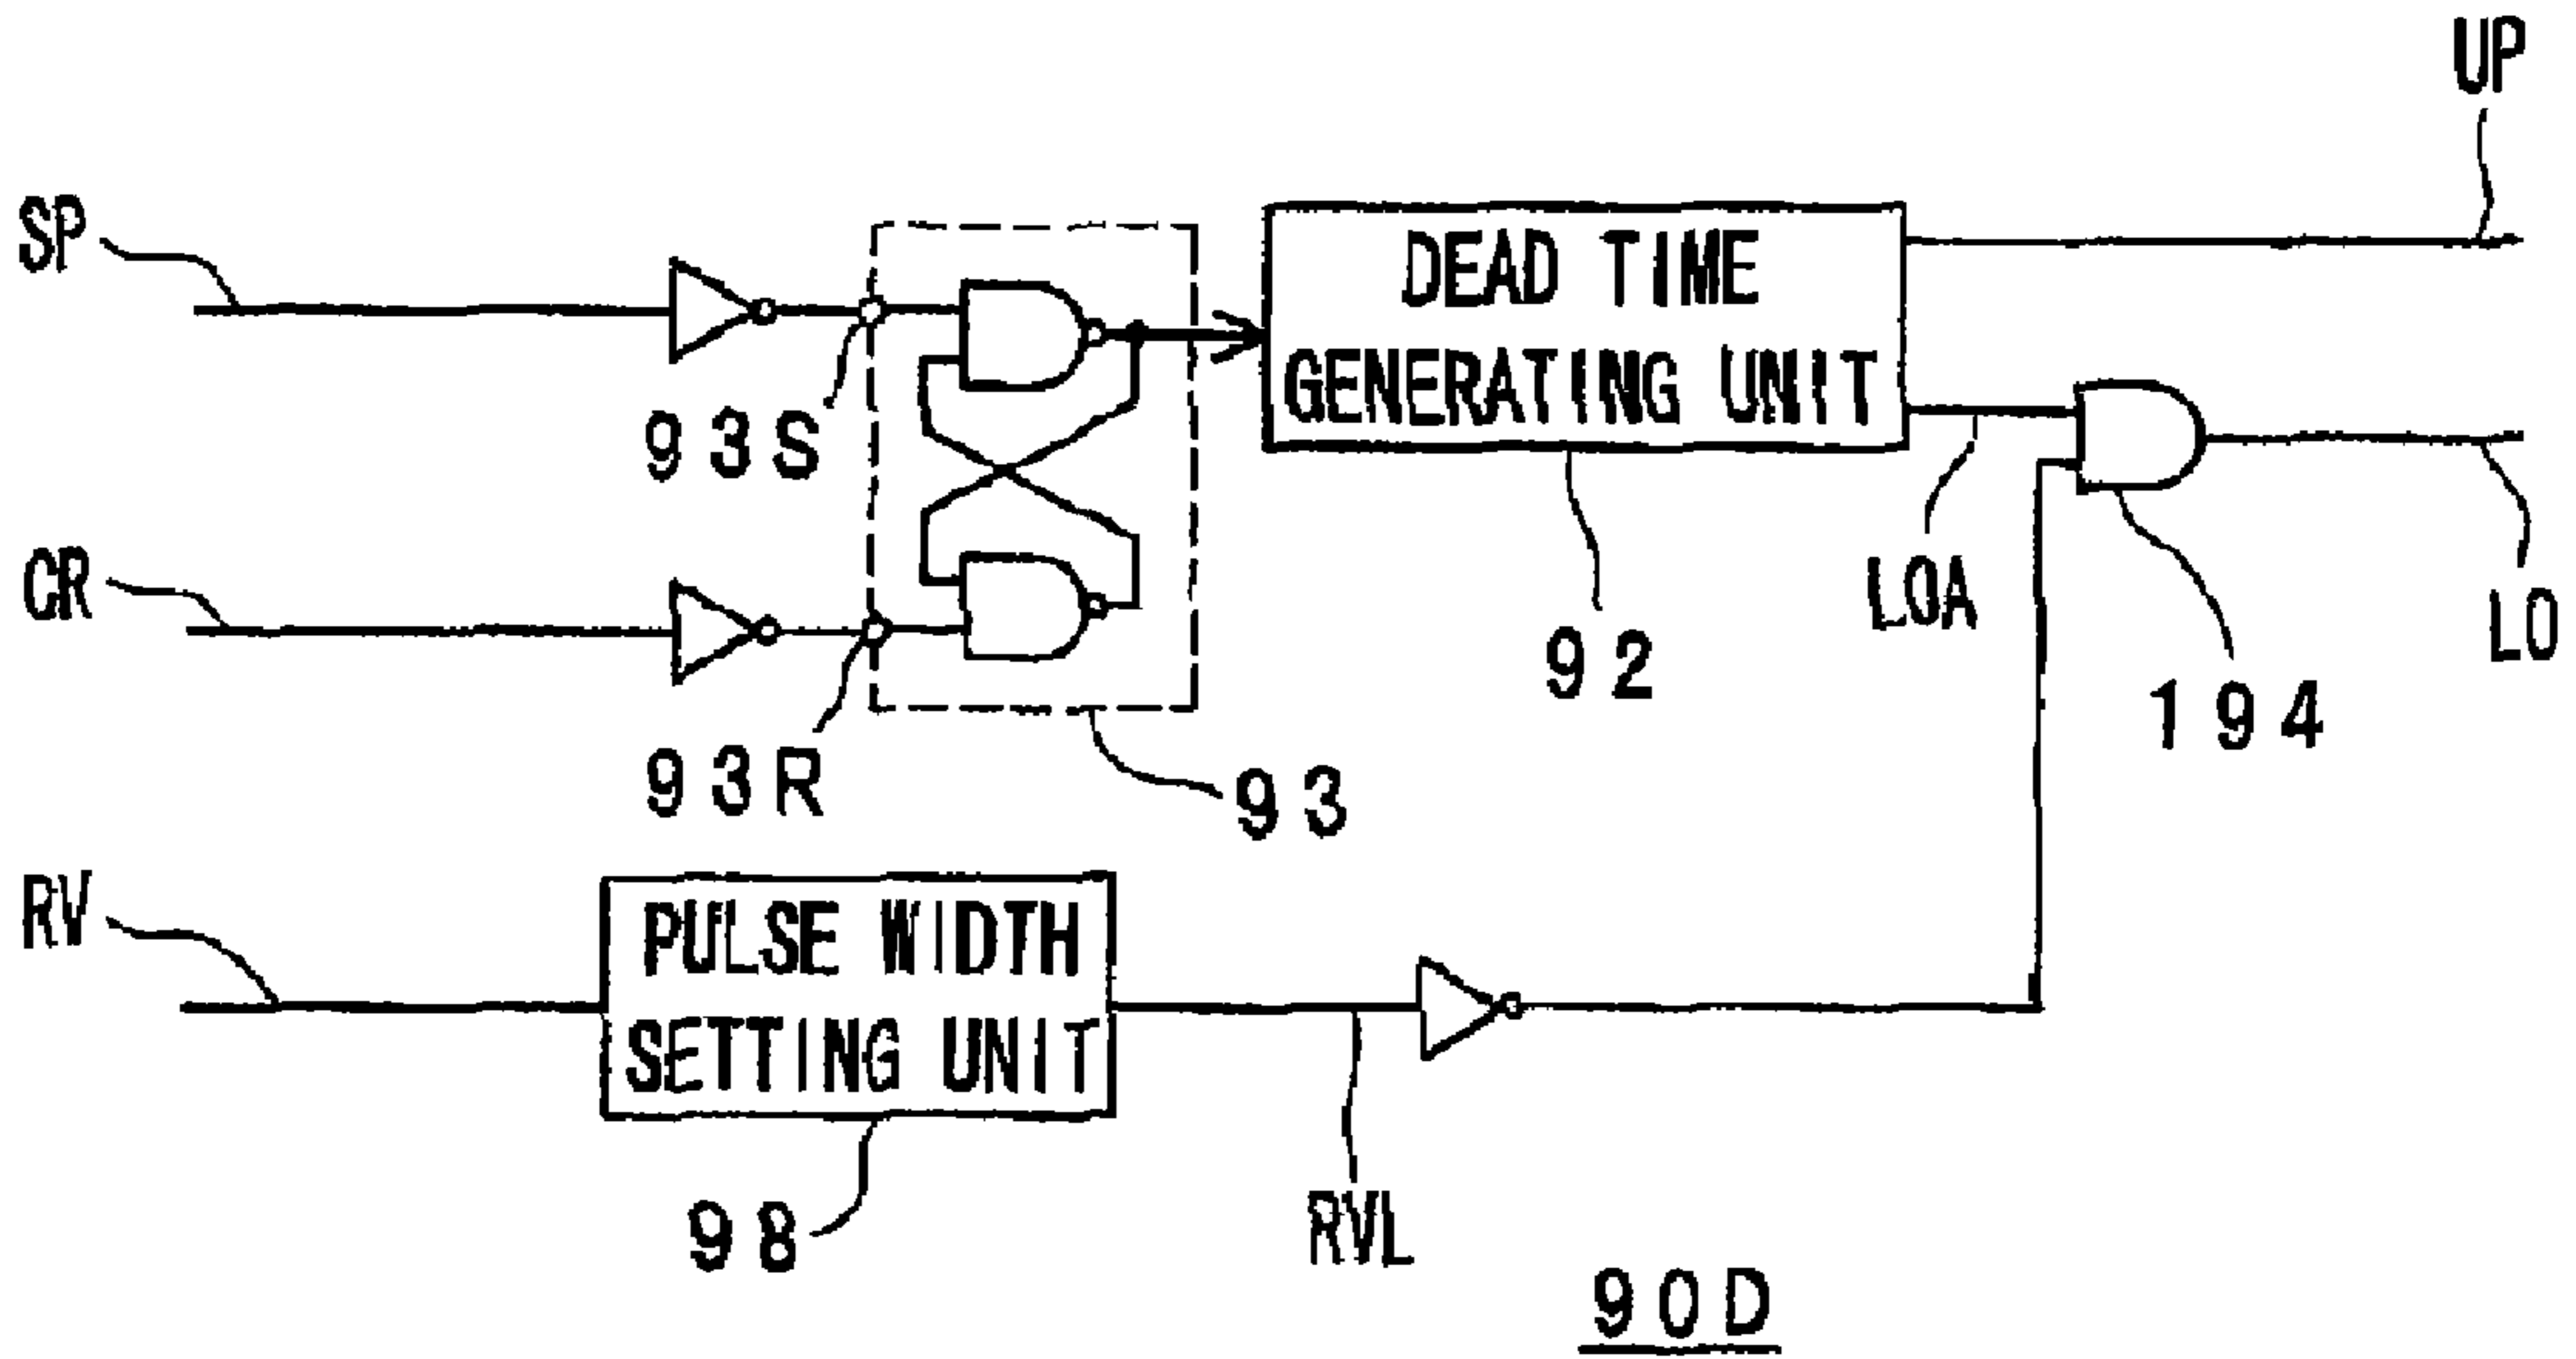 UP
SP
DEAD TIME
GENERATING UNIT
93S
CR
LOA
LO
92
194
93R
93
RV
PULSE WIDTH
SETTING UNIT
98
RVL
90D